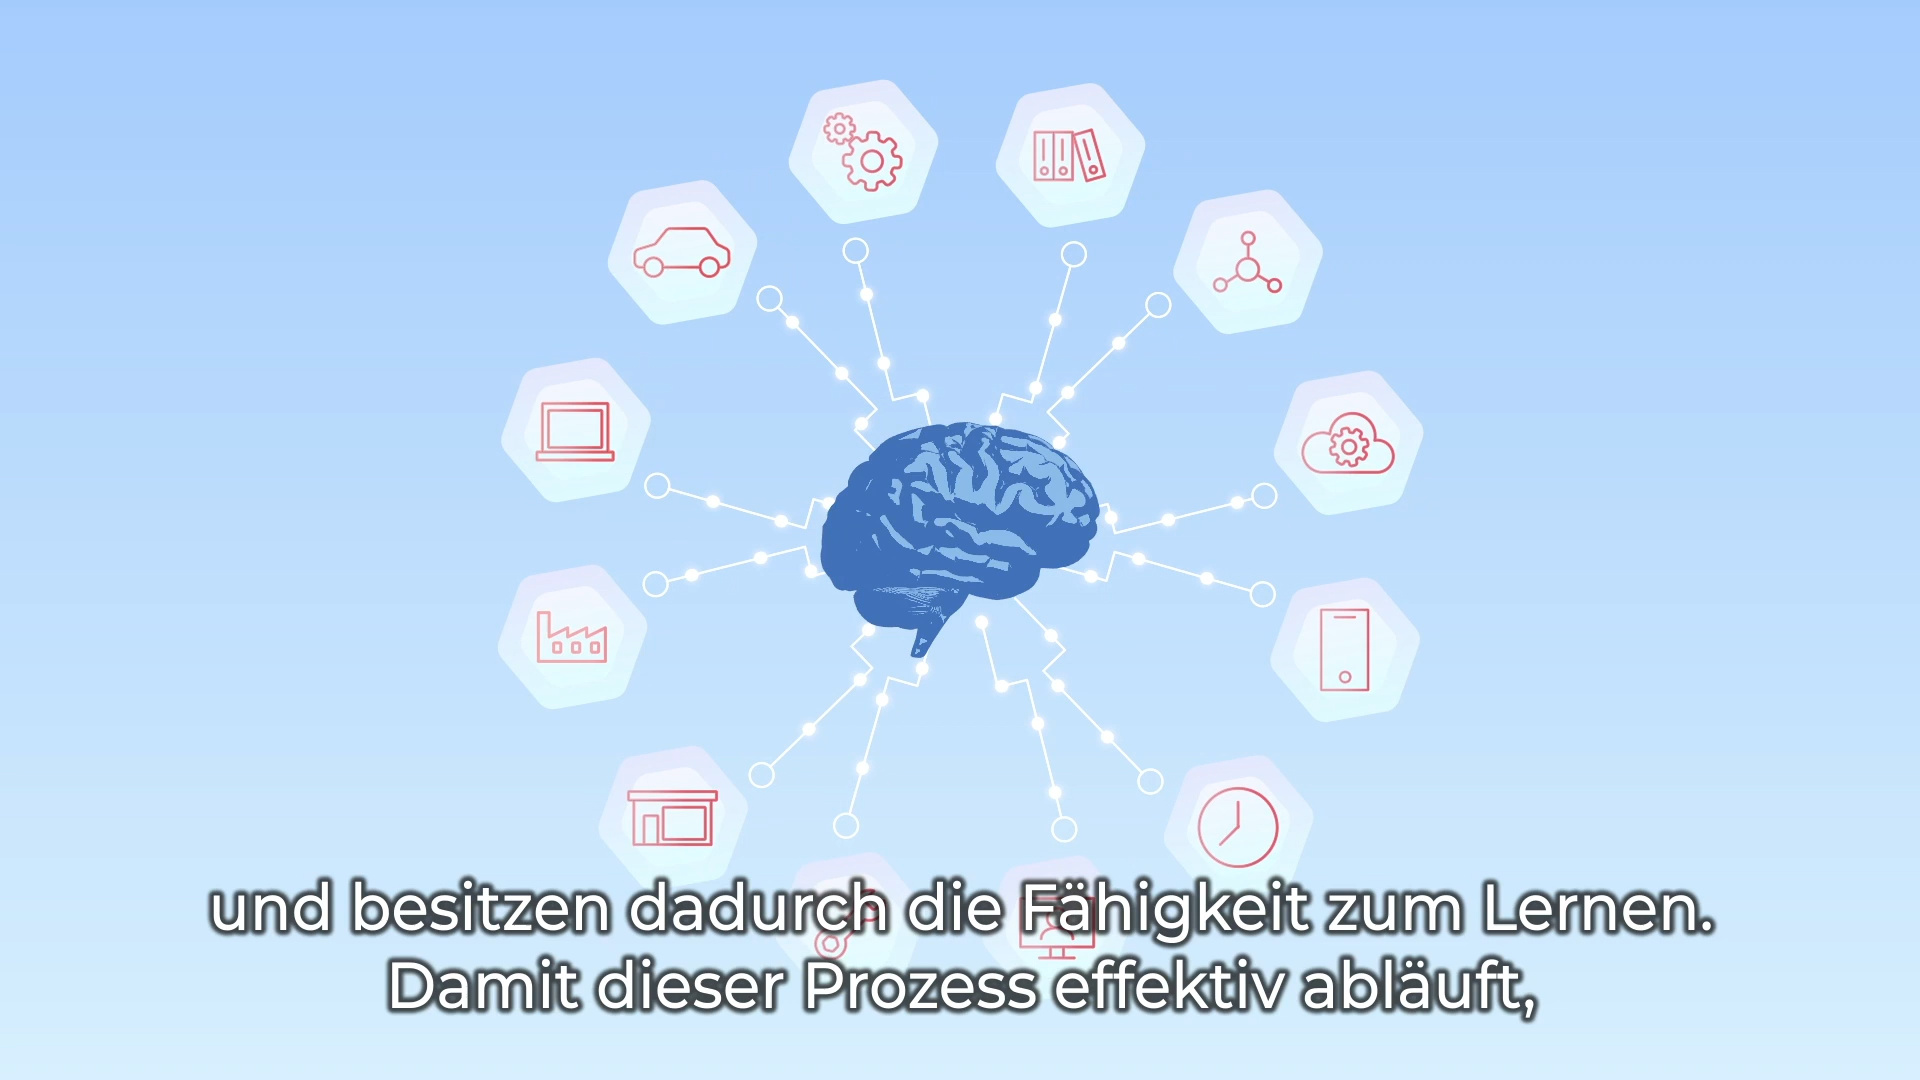 und besitzen dadurch die Fähigkeit zum Lernen.
Damit dieser Prozess effektiv abläuft,